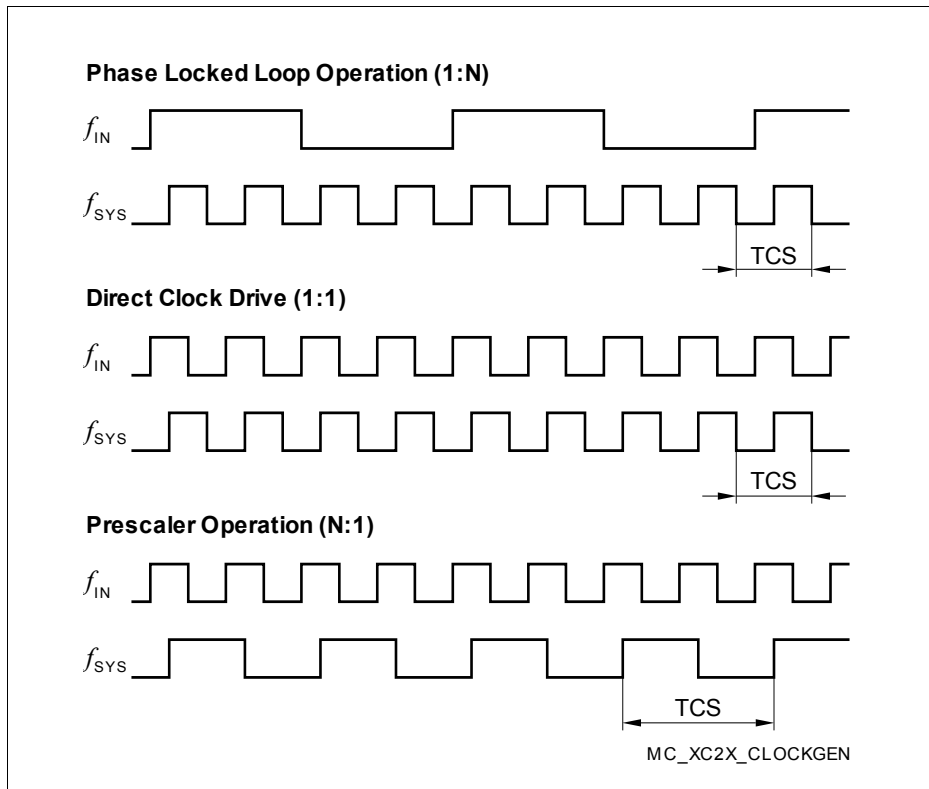 Phase Locked Loop Operation (1:N)
fIN
fSYS
TCS
Direct Clock Drive (1:1)
fIN
fSYS
TCS
Prescaler Operation (N:1)
fIN
fSYS
TCS
MC_XC2X_CLOCKGEN